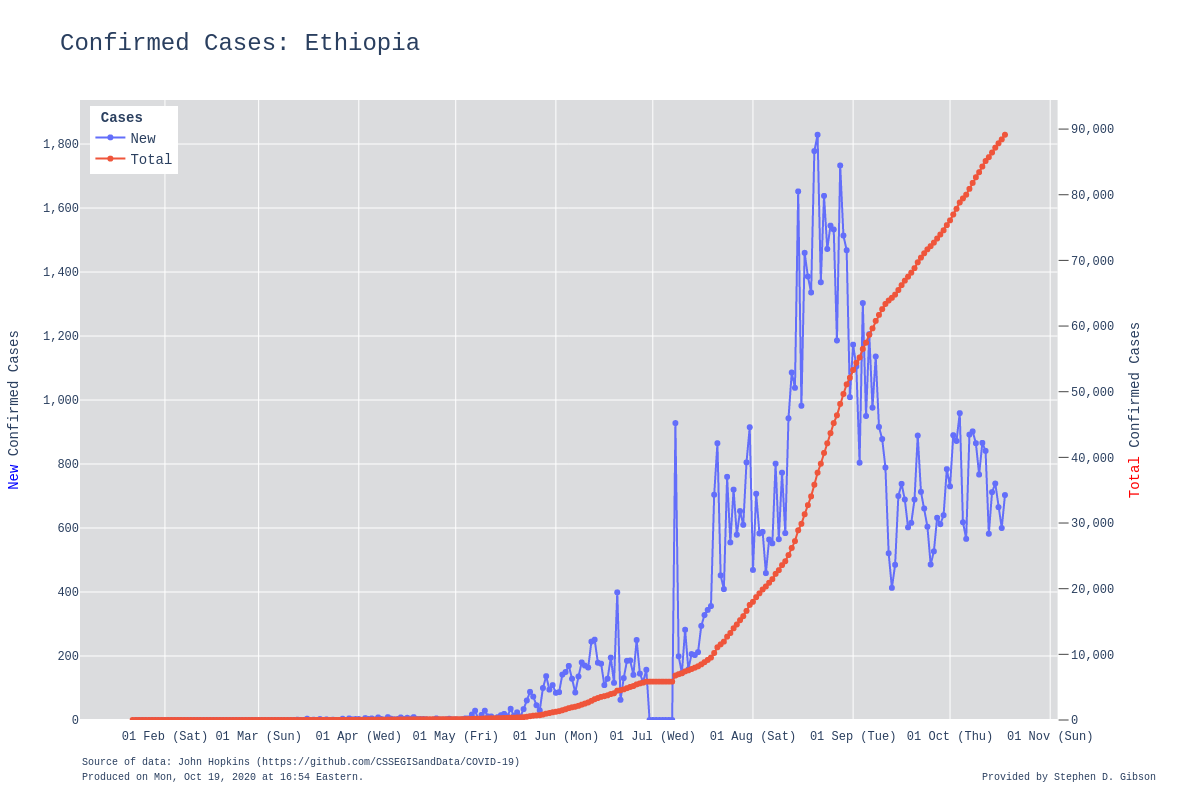 Confirmed Cases: Ethiopia
Cases
New
Total
1,800
1,600
1,400
1,200
1,000
800
600
400
200
0
New Confirmed Cases
90,000
80,000
70,000
60,000
50,000
40,000
30,000
20,000
10,000
0
Total Confirmed Cases
01 Feb (Sat) 01 Mar (Sun) 01 Apr (Wed) 01 May (Fri) 01 Jun (Mon) 01 Jul (Wed) 01 Aug (Sat) 01 Sep (Tue) 01 Oct (Thu) 01 Nov (Sun)
Source of data: John Hopkins (https://github.com/CSSEGISandData/COVID-19)
Produced on Mon, Oct 19, 2020 at 16:54 Eastern.
Provided by Stephen D. Gibson